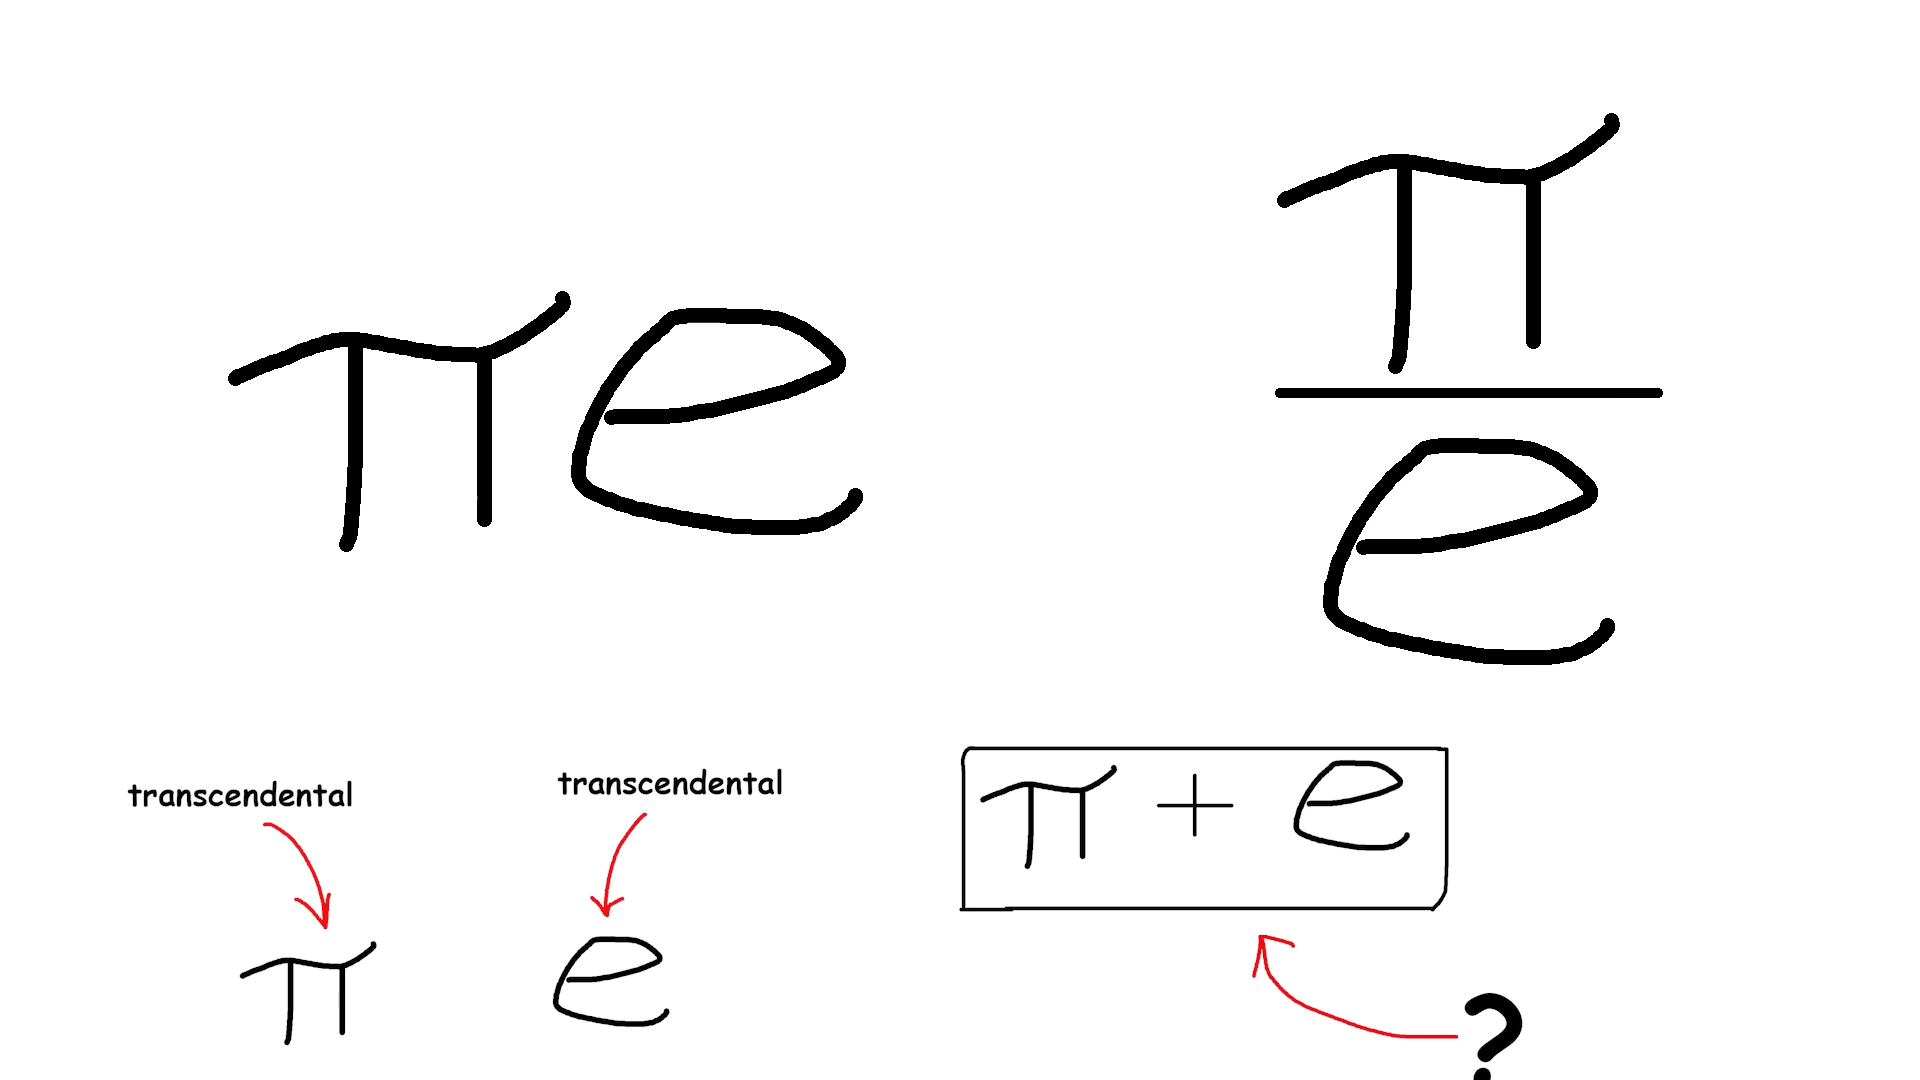 πe
π
e
transcendental
transcendental
π + e
π
e
?